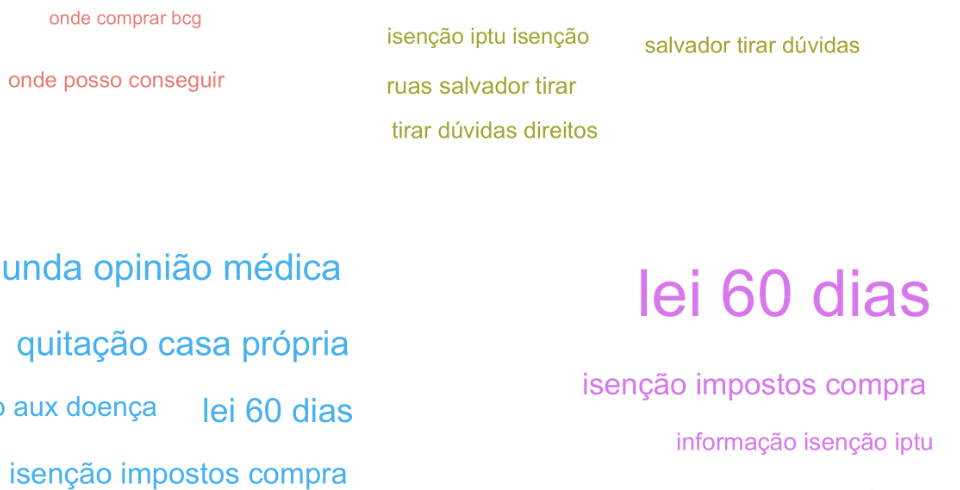 onde comprar bcg
onde posso conseguir
isenção iptu isenção
ruas salvador tirar
tirar dúvidas direitos
salvador tirar dúvidas
opinião médica
quitação casa própria
aux doença
lei 60 dias
isenção impostos compra
lei 60 dias
isenção impostos compra
informação isenção iptu